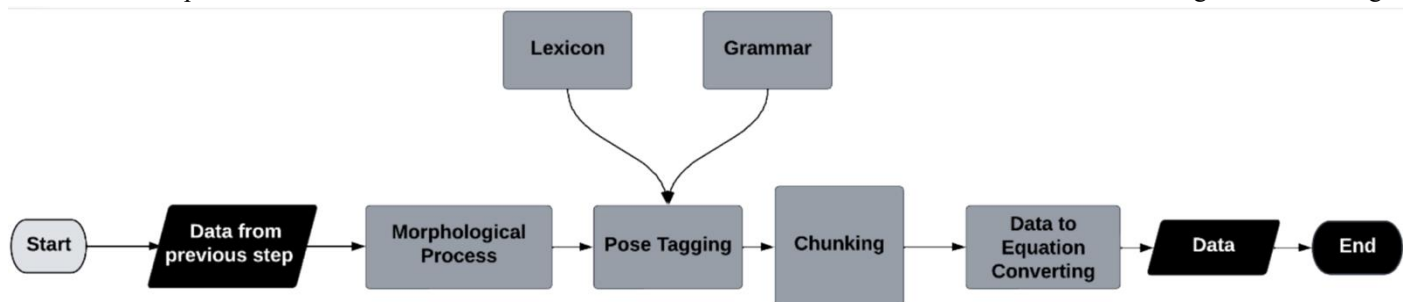 Lexicon
Grammar
Start
Data from
previous step
Morphological
Process
Pose Tagging
Chunking
Data to
Equation
Converting
Data
End